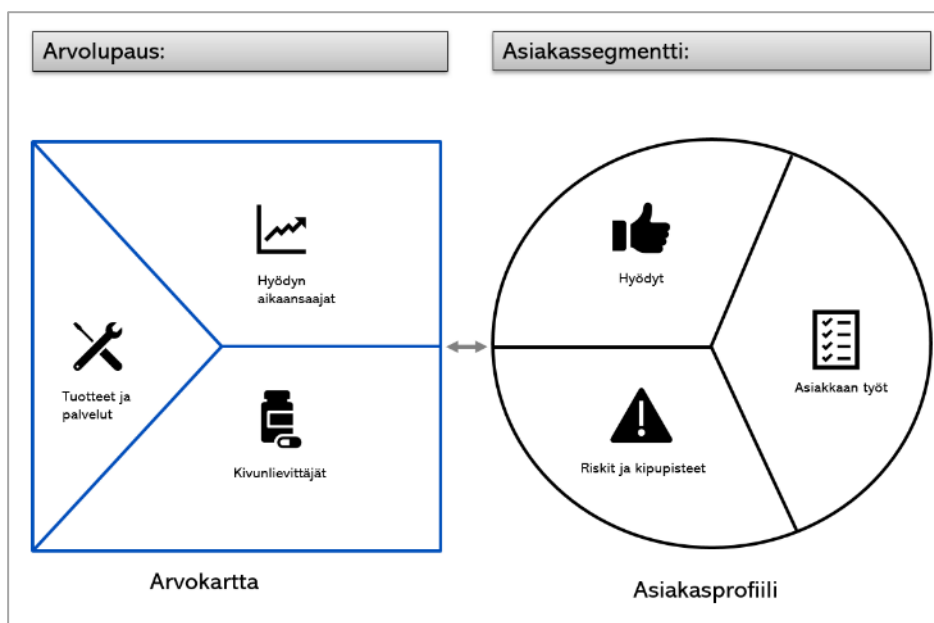 Arvolupaus:
Asiakassegmentti:
Hyödyn
aikaansaajat
Hyödyt
Tuotteet ja
palvelut
Asiakkaan työt
Kivunlievittäjät
Riskit ja kipupisteet
Arvokartta
Asiakasprofiili